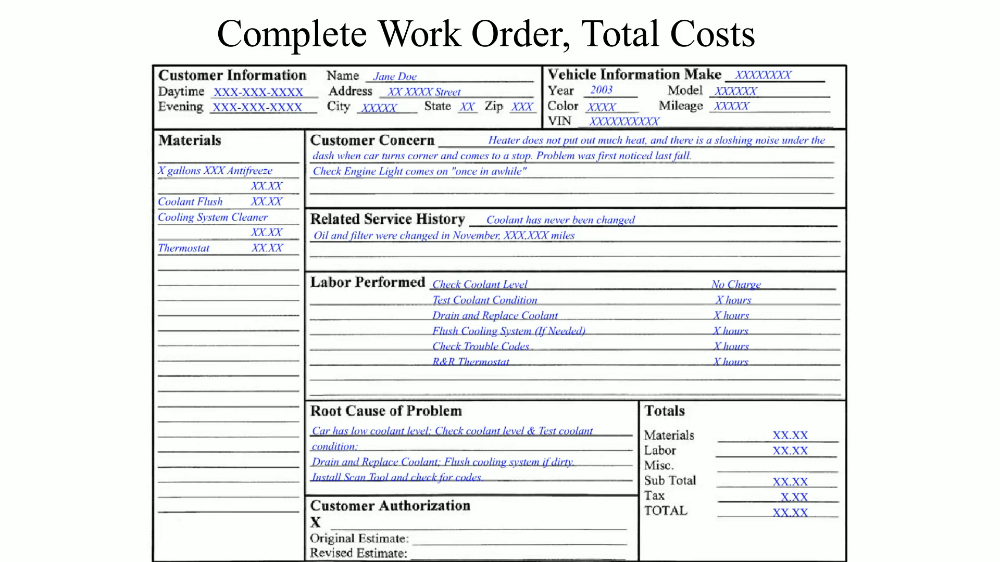 Complete Work Order, Total Costs
Customer Information Name Jane Doe
Daytime XXX-XXX-XXXX Address XX XXXX Street
Evening XXX-XXX-XXXX City XXXXX State XX Zip XXX
Vehicle Information Make XXXXXXXX
Year 2003 Model XXXXXX
Color XXXX Mileage XXXXX
VIN XXXXXXXXXX
Materials
X gallons XXX Antifreeze
XX.XX
Coolant Flush XX.XX
Cooling System Cleaner
XX.XX
Thermostat XX.XX
Customer Concern Heater does not put out much heat, and there is a sloshing noise under the
dash when car turns corner and comes to a stop. Problem was first noticed last fall.
Check Engine Light comes on "once in awhile"
Related Service History Coolant has never been changed
Oil and filter were changed in November, XXX,XXX miles
Labor Performed Check Coolant Level No Charge
Test Coolant Condition X hours
Drain and Replace Coolant X hours
Flush Cooling System (If Needed) X hours
Check Trouble Codes X hours
R&R Thermostat X hours
Root Cause of Problem
Car has low coolant level; Check coolant level & Test coolant
condition;
Drain and Replace Coolant; Flush cooling system if dirty.
Install Scan Tool and check for codes.
Customer Authorization
X
Original Estimate:
Revised Estimate:
Totals
Materials XX.XX
Labor XX.XX
Misc.
Sub Total XX.XX
Tax X.XX
TOTAL XX.XX